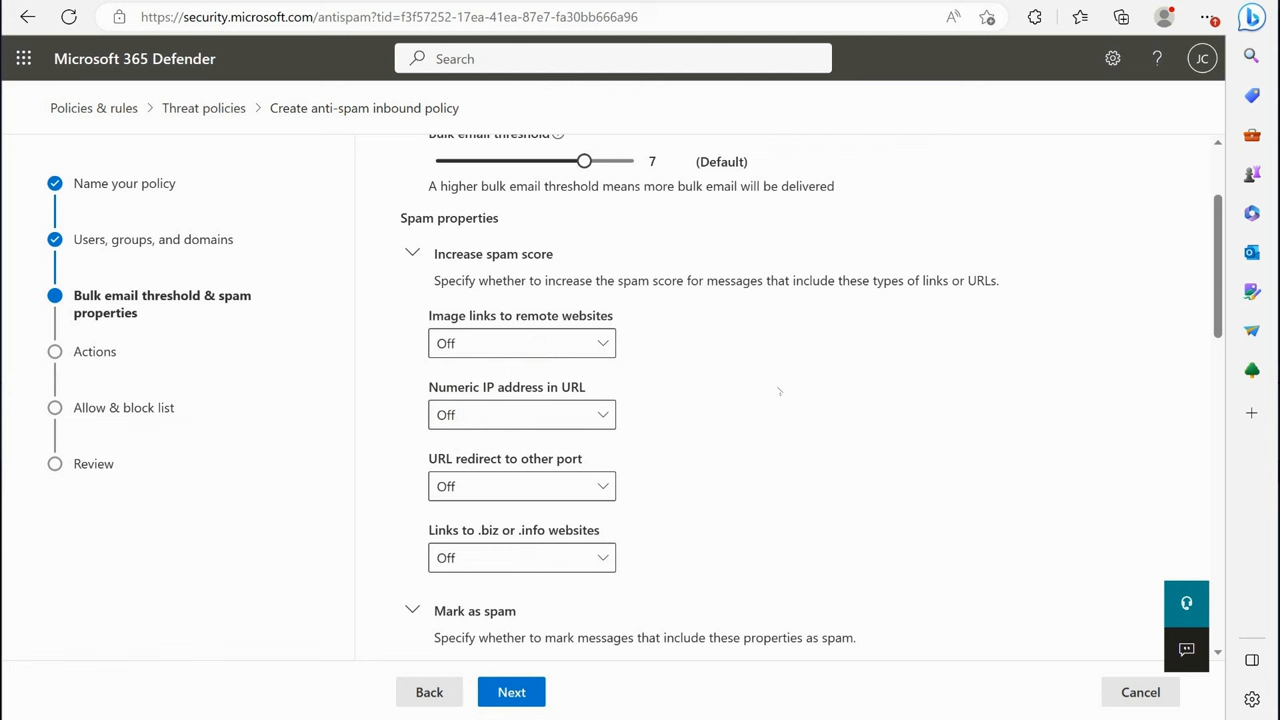 https://security.microsoft.com/antispam?tid=f3f57252-17ea-41ea-87e7-fa30bb666a96
Microsoft 365 Defender
Search
JC
Policies & rules > Threat policies > Create anti-spam inbound policy
Name your policy
Users, groups, and domains
Bulk email threshold & spam
properties
Actions
Allow & block list
Review
Bulk email threshold
7 (Default)
A higher bulk email threshold means more bulk email will be delivered
Spam properties
Increase spam score
Specify whether to increase the spam score for messages that include these types of links or URLs.
Image links to remote websites
Off
Numeric IP address in URL
Off
URL redirect to other port
Off
Links to .biz or .info websites
Off
Mark as spam
Specify whether to mark messages that include these properties as spam.
Back
Next
Cancel